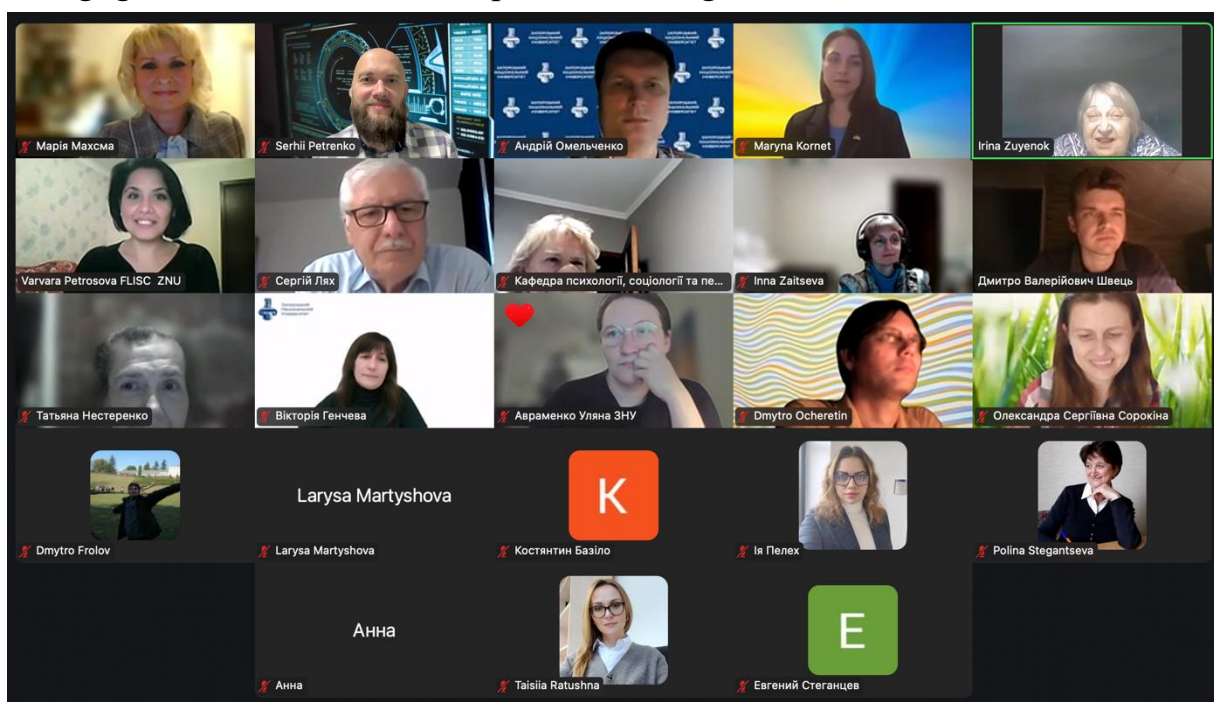 Марія Махсма
Serhii Petrenko
Андрій Омельченко
Maryna Kornet
Irina Zuyenok
Varvara Petrosova FLISC ZNU
Сергій Лях
Кафедра психології, соціології та пе...
Inna Zaitseva
Дмитро Валерійович Швець
Татьяна Нестеренко
Вікторія Генчева
Авраменко Уляна ЗНУ
Dmytro Ocheretin
Олександра Сергіївна Сорокіна
Dmytro Frolov
Larysa Martyshova
Larysa Martyshova
К
Костянтин Базіло
Ія Пелех
Polina Stegantseva
Анна
Анна
Taisiia Ratushna
Е
Евгений Стеганцев